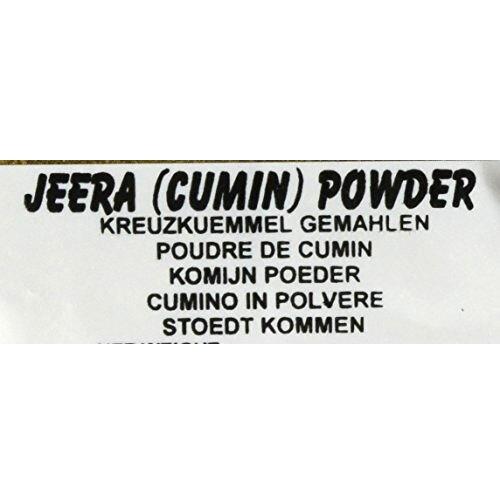 JEERA (CUMIN) POWDER
KREUZKUEMMEL GEMAHLEN
POUDRE DE CUMIN
KOMIJN POEDER
CUMINO IN POLVERE
STOEDT KOMMEN